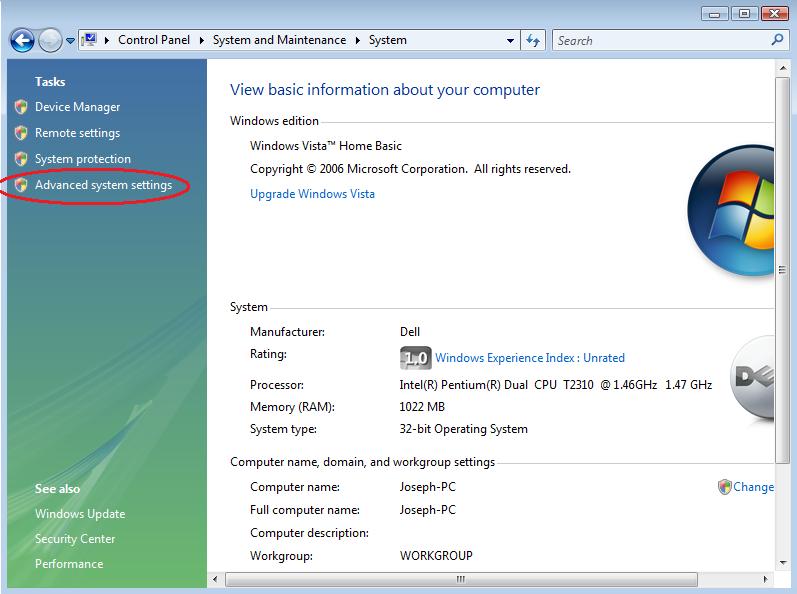 Control Panel System and Maintenance System Search
Tasks
Device Manager
Remote settings
System protection
Advanced system settings
See also
Windows Update
Security Center
Performance
View basic information about your computer
Windows edition
Windows Vista™ Home Basic
Copyright © 2006 Microsoft Corporation. All rights reserved.
Upgrade Windows Vista
System
Manufacturer: Dell
Rating: 1.0 Windows Experience Index : Unrated
Processor: Intel(R) Pentium(R) Dual CPU T2310 @ 1.46GHz 1.47 GHz
Memory (RAM): 1022 MB
System type: 32-bit Operating System
DE
Computer name, domain, and workgroup settings
Computer name: Joseph-PC Change
Full computer name: Joseph-PC
Computer description:
Workgroup: WORKGROUP